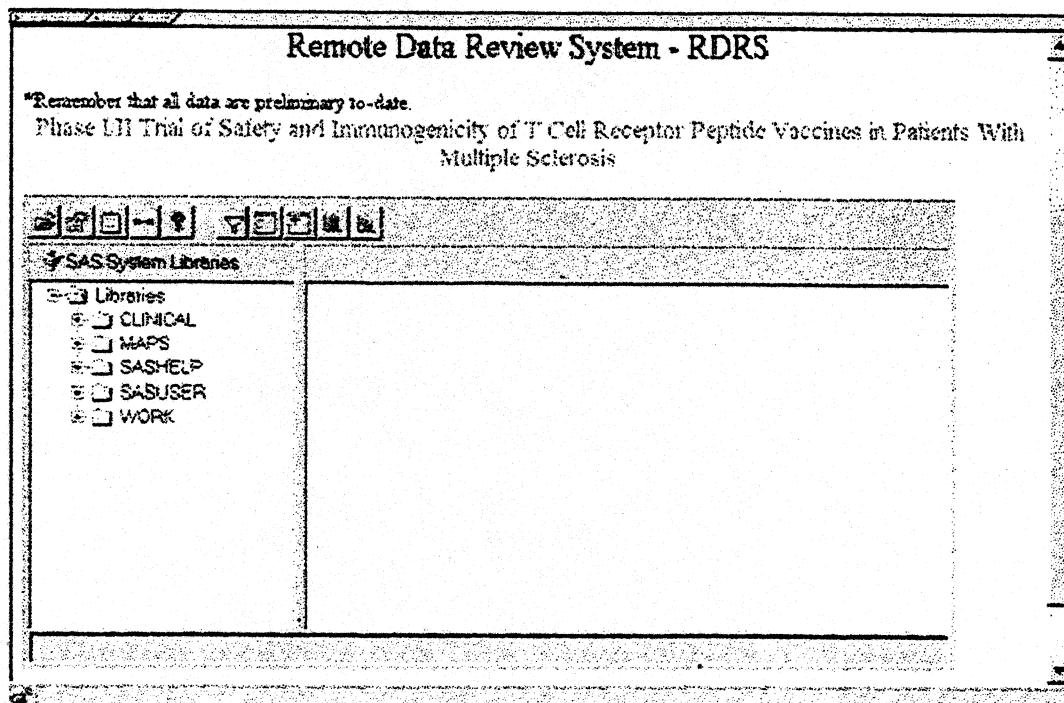 Remote Data Review System - RDRS
*Remember that all data are preliminary to-date.
Phase I/II Trial of Safety and Immunogenicity of T Cell Receptor Peptide Vaccines in Patients With
Multiple Sclerosis
SAS System Libraries
Libraries
CLINICAL
MAPS
SASHELP
SASUSER
WORK